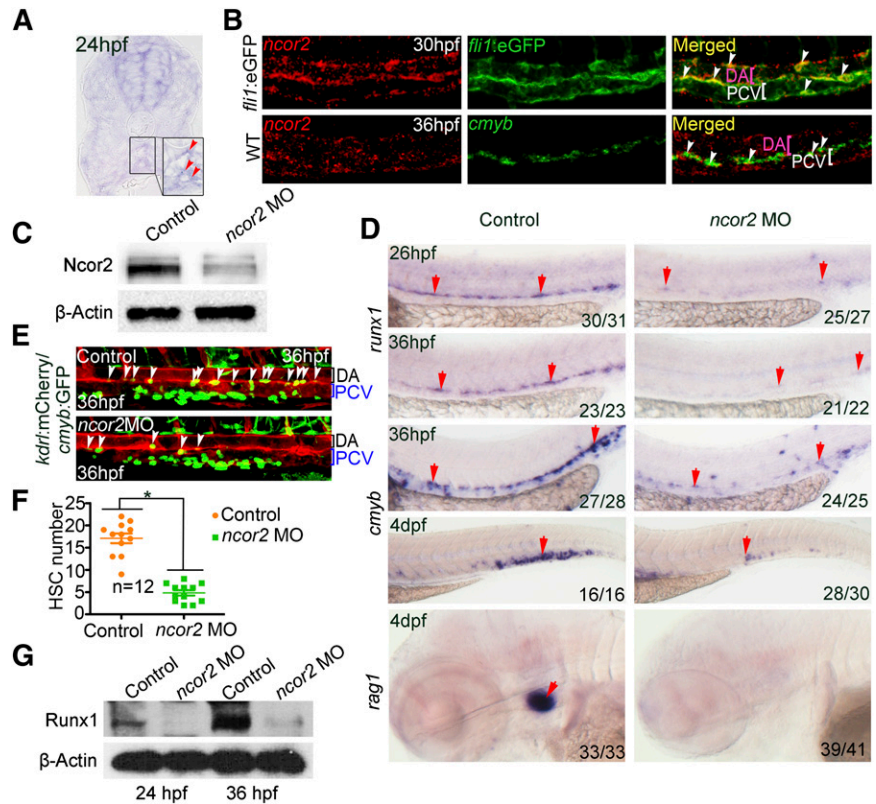 A
24hpf
B
fli1:eGFP
ncor2
30hpf
fli1:eGFP
Merged
DA
PCV
WT
ncor2
36hpf
cmyb
Merged
DA
PCV
C
Control
ncor2 MO
Ncor2
β-Actin
D
Control
ncor2 MO
runx1
26hpf
30/31
25/27
36hpf
23/23
21/22
cmyb
36hpf
27/28
24/25
4dpf
16/16
28/30
rag1
4dpf
33/33
39/41
E
kdrl:mCherry/
cmyb:GFP
Control
36hpf
36hpf
DA
PCV
ncor2MO
36hpf
DA
PCV
F
HSC number
25
20
15
10
5
0
*
n=12
Control
ncor2 MO
Control
ncor2 MO
G
Control
ncor2 MO
Control
ncor2 MO
Runx1
β-Actin
24 hpf
36 hpf